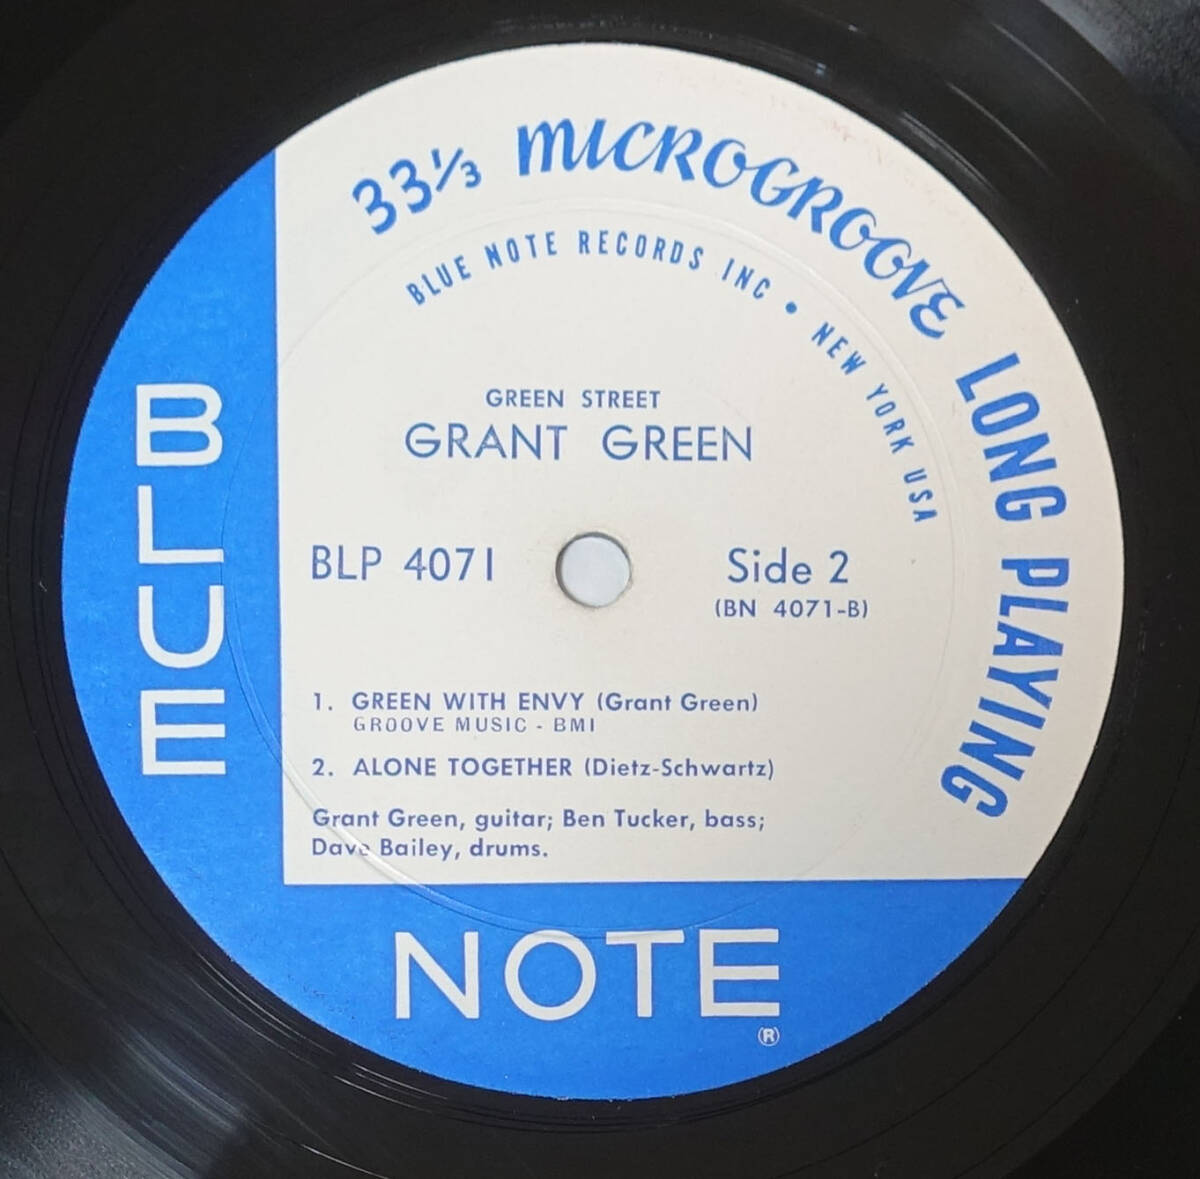 33⅓ MICROGROOVE LONG PLAYING
BLUE NOTE RECORDS INC • NEW YORK USA
GREEN STREET
GRANT GREEN
BLP 4071
Side 2
(BN 4071-B)
1. GREEN WITH ENVY (Grant Green)
GROOVE MUSIC - BMI
2. ALONE TOGETHER (Dietz-Schwartz)
Grant Green, guitar; Ben Tucker, bass;
Dave Bailey, drums.
BLUE
NOTE
®